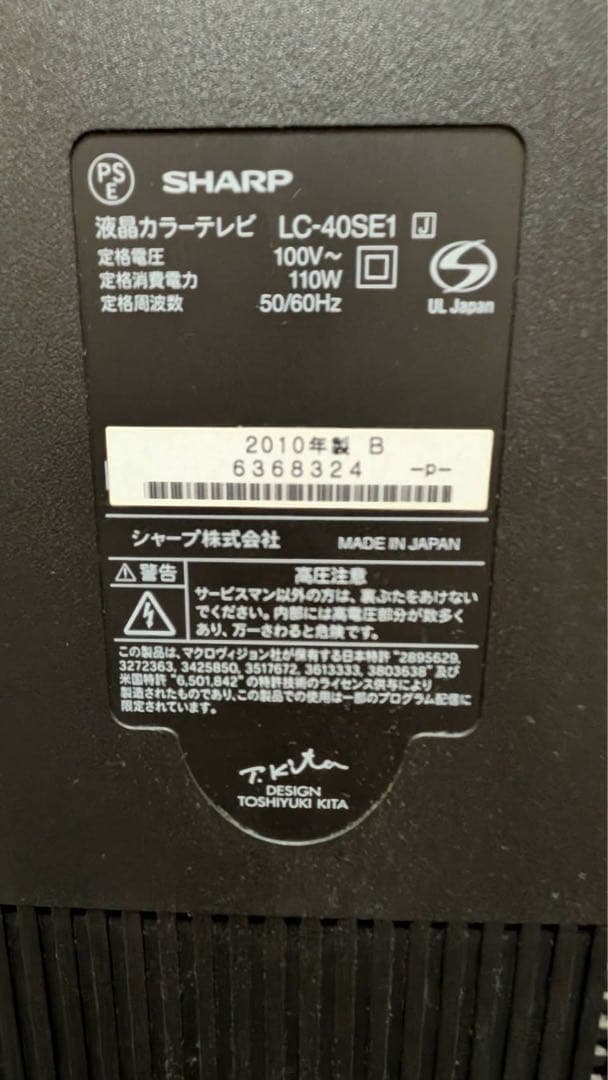 PS
E
SHARP
液晶カラーテレビ LC-40SE1 J
定格電圧 100V～
定格消費電力 110W
定格周波数 50/60Hz
S
UL Japan
2010年製 B
6368324 -p-
シャープ株式会社 MADE IN JAPAN
⚠警告 高圧注意
サービスマン以外の方は、裏ぶたをあけない
でください。内部には高電圧部分が数多く
あり、万一さわると危険です。
この製品は、マクロヴィジョン社が保有する日本特許 "2895629,
3272363, 3425850, 3517672, 3613333, 3803638" 及び
米国特許 "6,501,842" の特許技術のライセンス供与により
製造されたものであり、この製品での使用は一部のプログラム配信に
限定されています。
T.Kita
DESIGN
TOSHIYUKI KITA